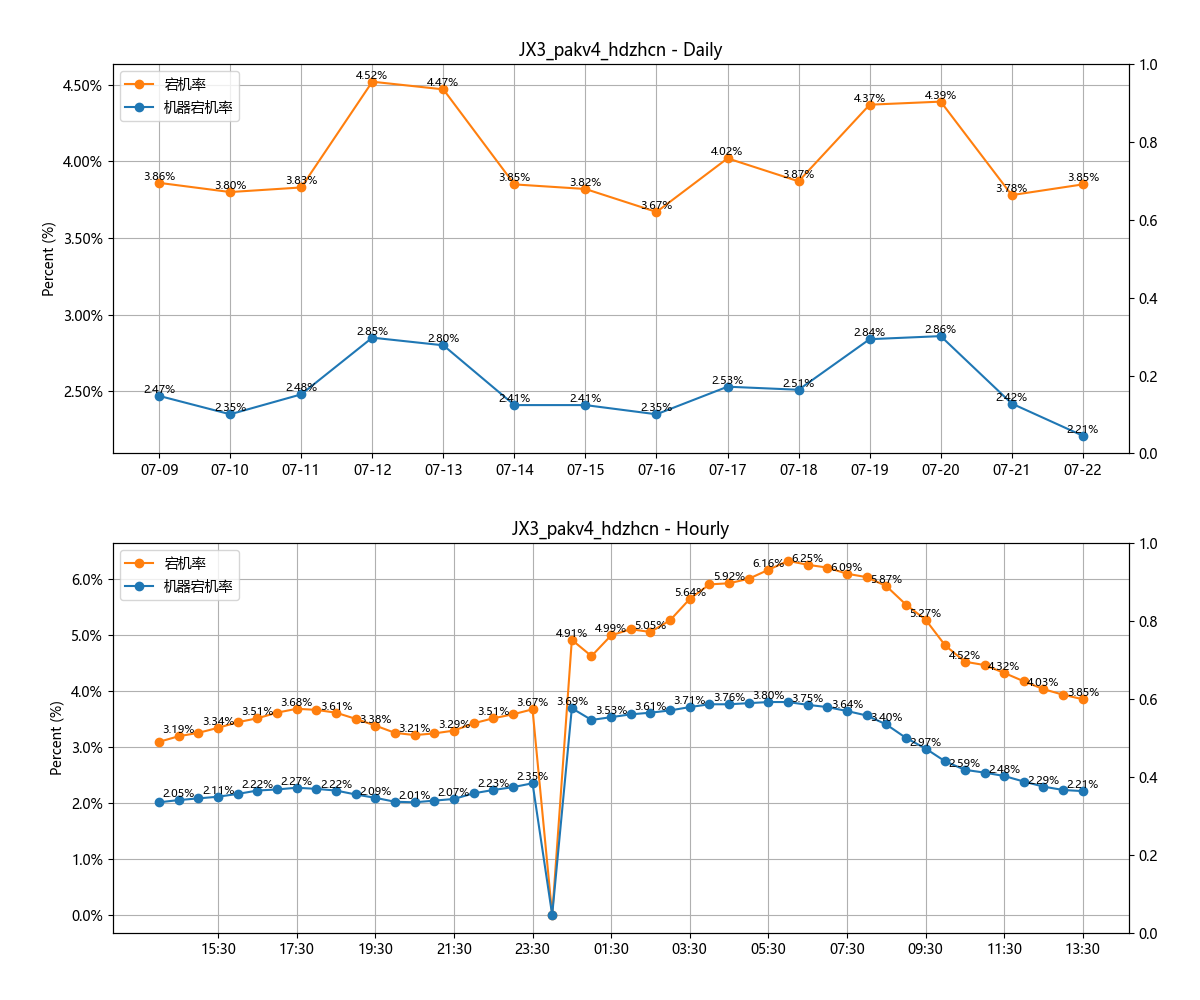 JX3_pakv4_hdzhcn - Daily
宕机率
机器宕机率
Percent (%)
4.50%
4.00%
3.50%
3.00%
2.50%
1.0
0.8
0.6
0.4
0.2
0.0
3.86% 3.80% 3.83% 4.52% 4.47% 3.85% 3.82% 3.67% 4.02% 3.87% 4.37% 4.39% 3.78% 3.85%
2.47% 2.35% 2.48% 2.85% 2.80% 2.41% 2.41% 2.35% 2.53% 2.51% 2.84% 2.86% 2.42% 2.21%
07-09 07-10 07-11 07-12 07-13 07-14 07-15 07-16 07-17 07-18 07-19 07-20 07-21 07-22
JX3_pakv4_hdzhcn - Hourly
宕机率
机器宕机率
Percent (%)
6.0%
5.0%
4.0%
3.0%
2.0%
1.0%
0.0%
1.0
0.8
0.6
0.4
0.2
0.0
3.19% 3.34% 3.51% 3.68% 3.61% 3.38% 3.21% 3.29% 3.51% 3.67% 4.91% 4.99% 5.05% 5.64% 5.92% 6.16% 6.25% 6.09% 5.87% 5.27% 4.52% 4.32% 4.03% 3.85%
2.05% 2.11% 2.22% 2.27% 2.22% 2.09% 2.01% 2.07% 2.23% 2.35% 3.69% 3.53% 3.61% 3.71% 3.76% 3.80% 3.75% 3.64% 3.40% 2.97% 2.59% 2.48% 2.29% 2.21%
15:30 17:30 19:30 21:30 23:30 01:30 03:30 05:30 07:30 09:30 11:30 13:30